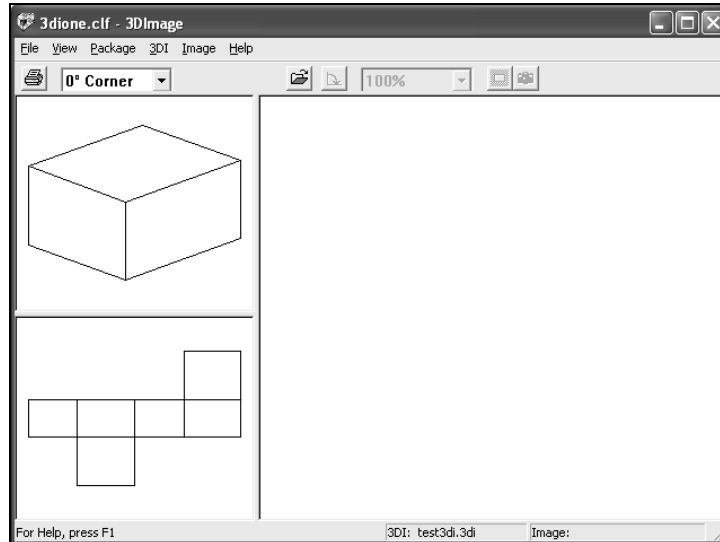 3dione.clf - 3DImage
File View Package 3DI Image Help
0° Corner 100%
For Help, press F1 3DI: test3di.3di Image: